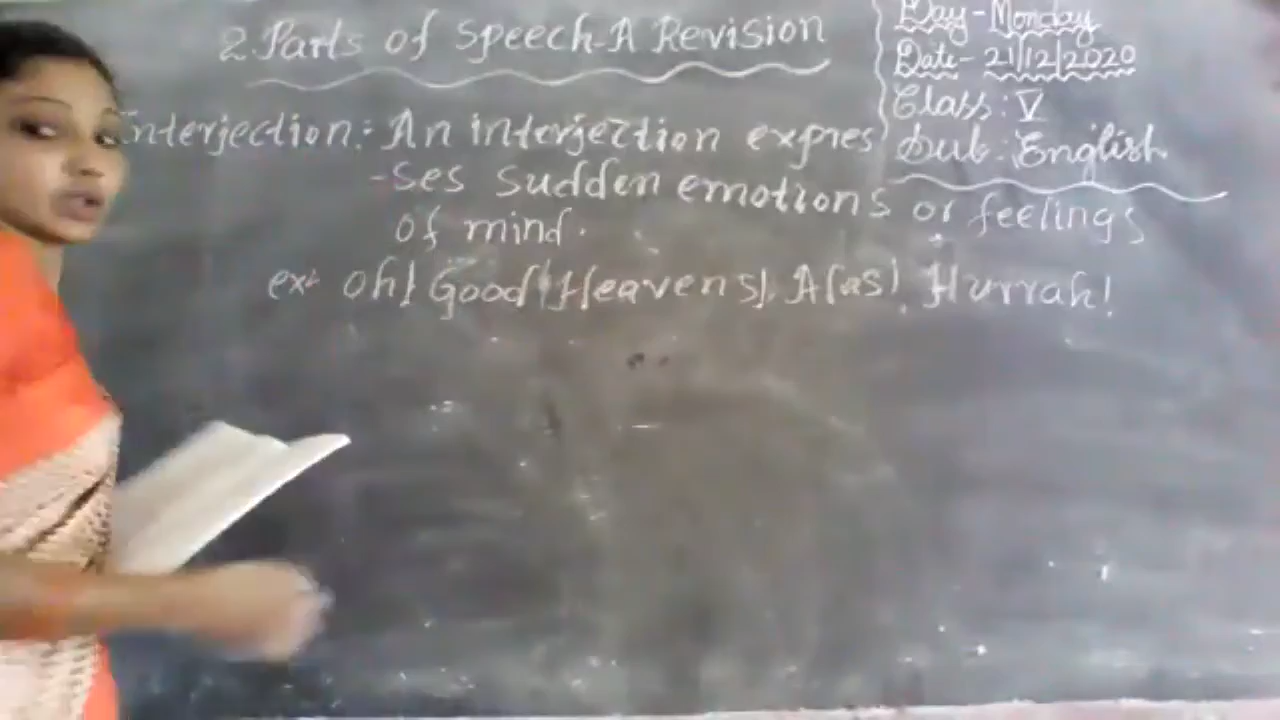 2. Parts of Speech-A Revision
Day-Monday
Date-21/12/2020
Class: V
Sub: English
Interjection:- An interjection expres
-ses sudden emotions or feelings
of mind.
ex- oh! Good Heavens!, Alas!, Hurrah!